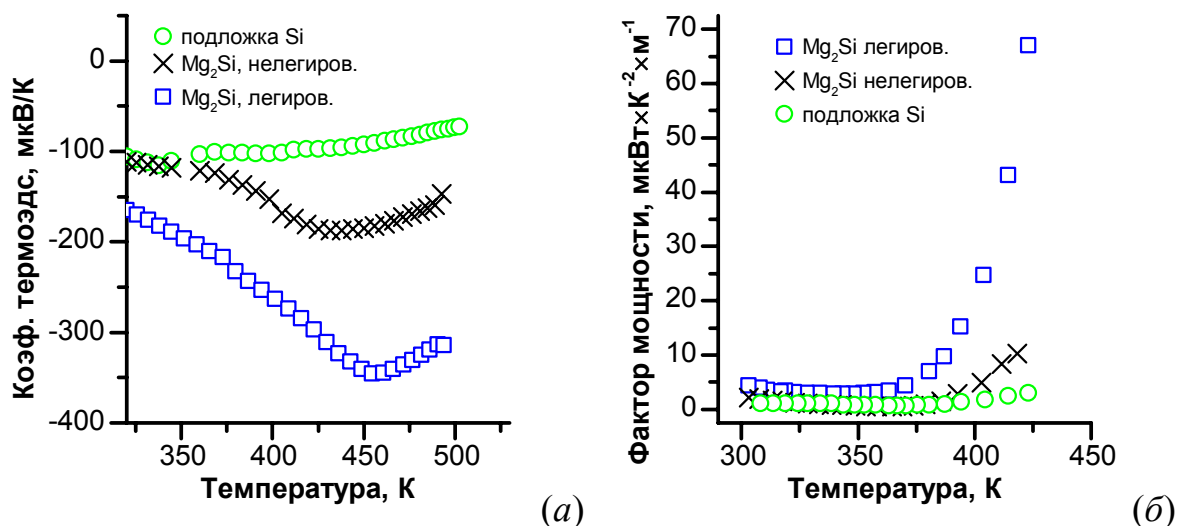 0
-100
-200
-300
-400
350
400
450
500
Коэф. термоэдс, мкВ/К
Температура, К
подложка Si
Mg₂Si, нелегиров.
Mg₂Si, легиров.
(а)
70
60
50
40
30
20
10
0
300
350
400
450
Фактор мощности, мкВт×К⁻²×м⁻¹
Температура, К
Mg₂Si легиров.
Mg₂Si нелегиров.
подложка Si
(б)